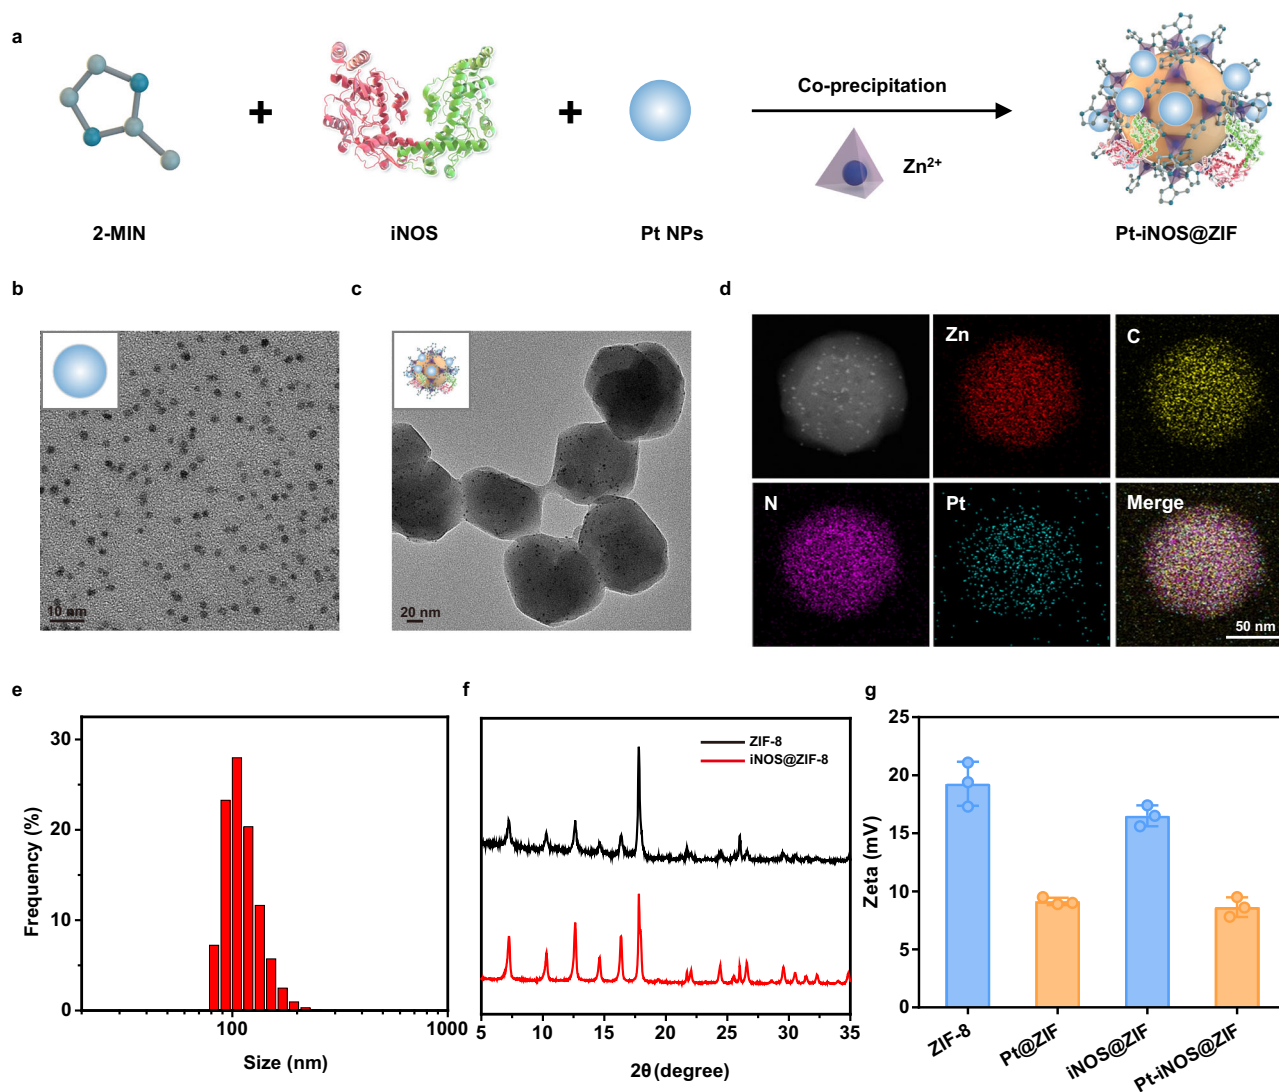 a
Co-precipitation
Zn²⁺
2-MIN
iNOS
Pt NPs
Pt-iNOS@ZIF
b
c
d
10 nm
20 nm
Zn
C
N
Pt
Merge
50 nm
e
f
g
Frequency (%)
30
20
10
0
100
1000
Size (nm)
ZIF-8
iNOS@ZIF-8
5
10
15
20
25
30
35
2θ (degree)
Zeta (mV)
25
20
15
10
5
0
ZIF-8
Pt@ZIF
iNOS@ZIF
Pt-iNOS@ZIF